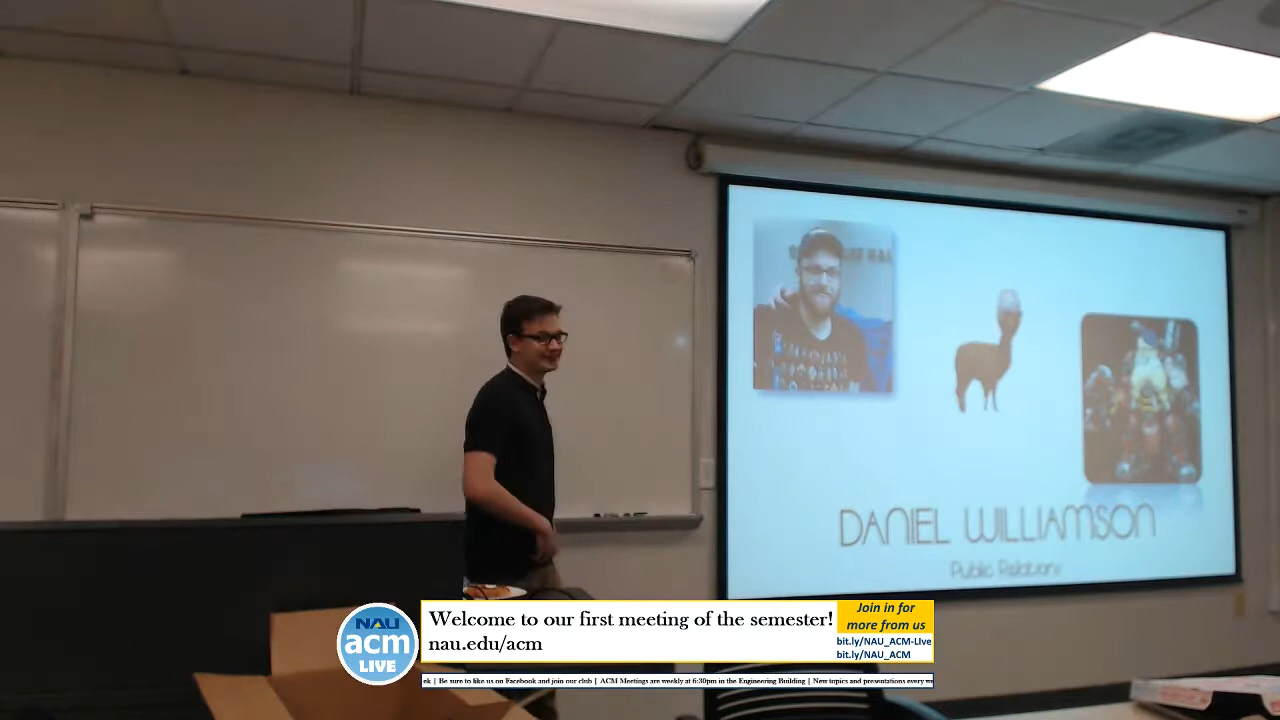 DANIEL WILLIAMSON
Public Relations
NAU
acm
LIVE
Welcome to our first meeting of the semester!
nau.edu/acm
Join in for
more from us
bit.ly/NAU_ACM-Live
bit.ly/NAU_ACM
ek | Be sure to like us on Facebook and join our club | ACM Meetings are weekly at 6:30pm in the Engineering Building | New topics and presentations every we